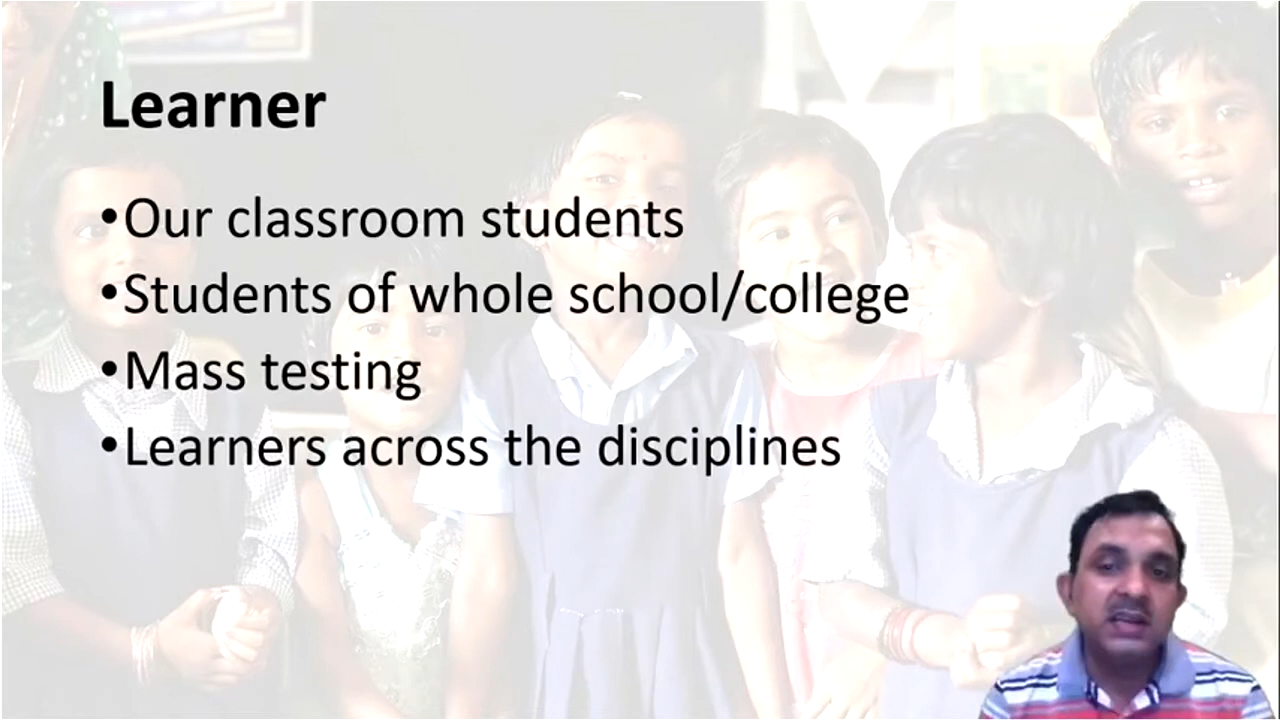 Learner
•Our classroom students
•Students of whole school/college
•Mass testing
•Learners across the disciplines